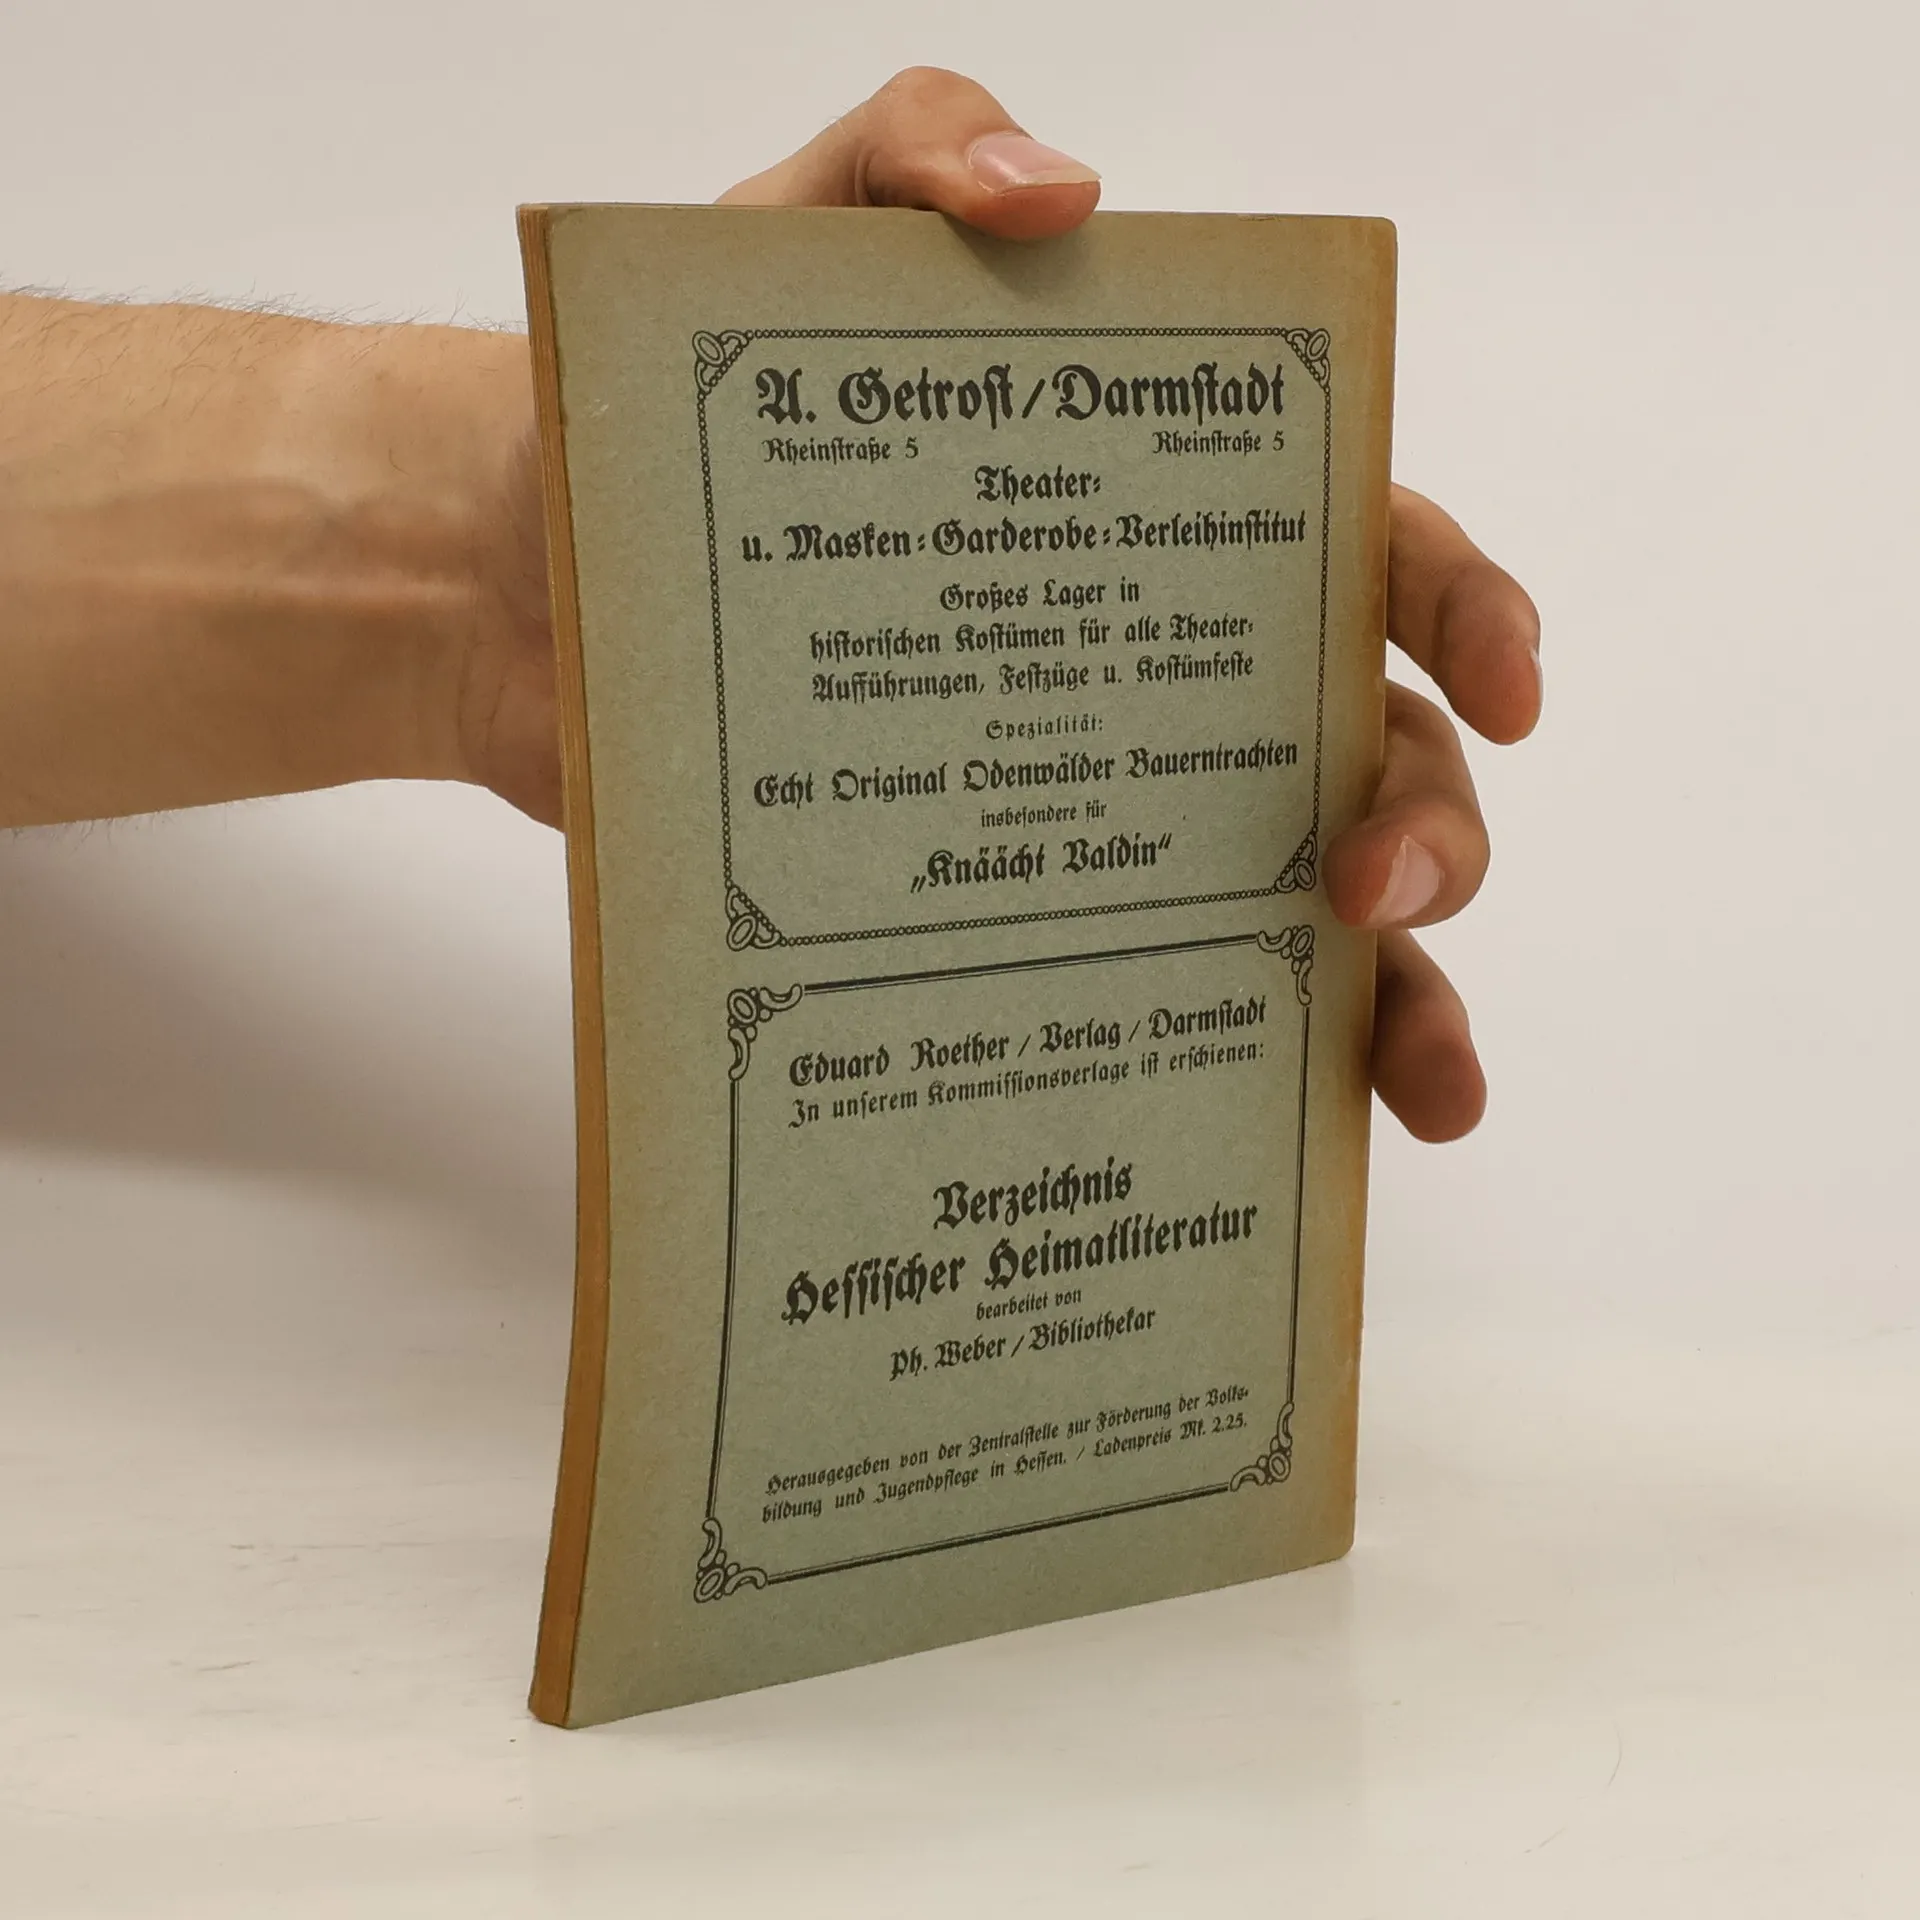 A. Getrost / Darmstadt
Rheinstraße 5 Rheinstraße 5
Theater-
u. Masken-Garderobe-Verleihinstitut
Großes Lager in
historischen Kostümen für alle Theater-
Aufführungen, Festzüge u. Kostümfeste
Spezialität:
Echt Original Odenwälder Bauerntrachten
insbesondere für
„Knäächt Valdin“
Eduard Roether / Verlag / Darmstadt
In unserem Kommissionsverlage ist erschienen:
Verzeichnis
Hessischer Heimatliteratur
bearbeitet von
Ph. Weber / Bibliothekar
Herausgegeben von der Zentralstelle zur Förderung der Volks-
bildung und Jugendpflege in Hessen. / Ladenpreis Mk. 2.25.